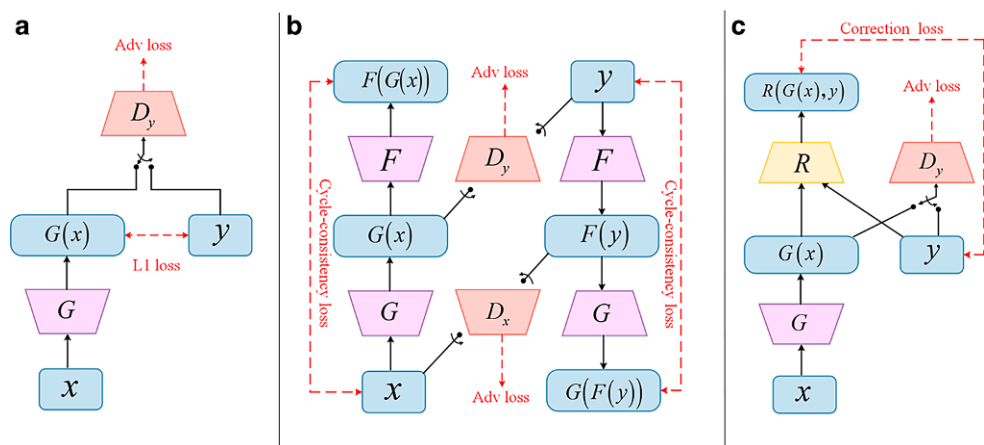 a
Adv loss
D_y
G(x)
y
L1 loss
G
x
b
F(G(x))
Adv loss
y
F
D_y
F
Cycle-consistency loss
Cycle-consistency loss
G(x)
F(y)
G
D_x
G
x
Adv loss
G(F(y))
c
Correction loss
R(G(x),y)
Adv loss
R
D_y
G(x)
y
G
x